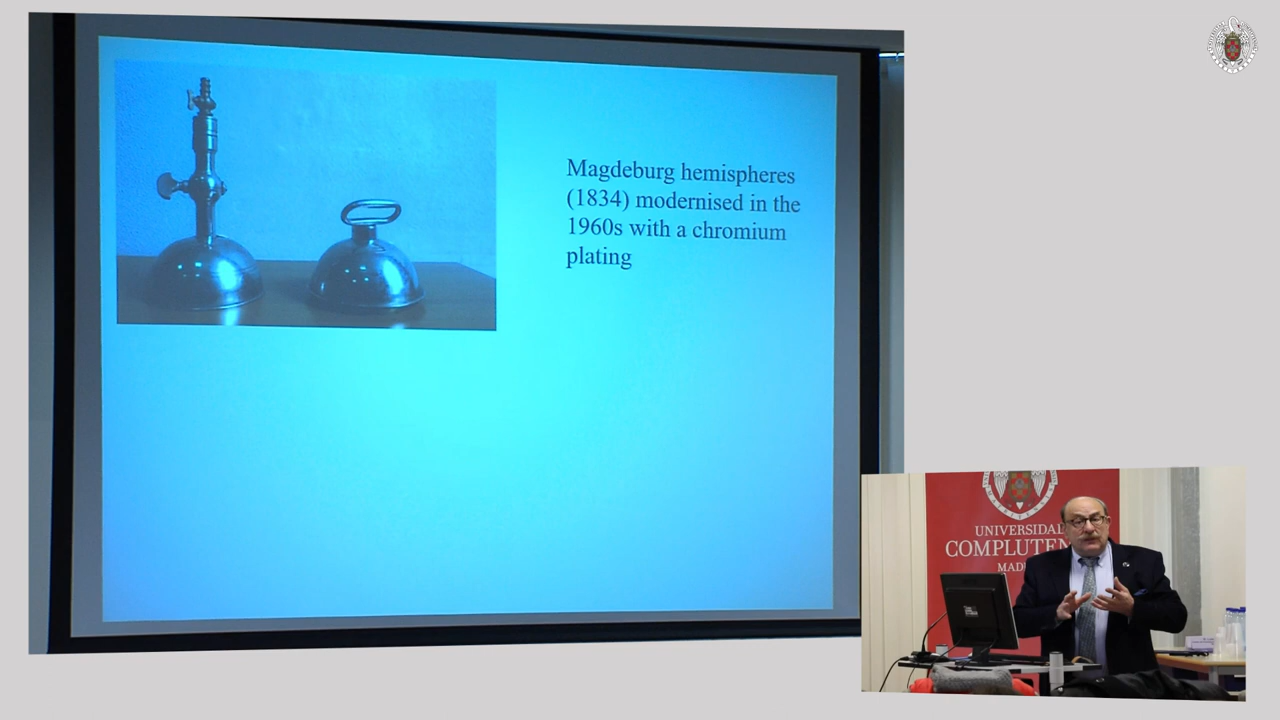 Magdeburg hemispheres
(1834) modernised in the
1960s with a chromium
plating
UNIVERSIDAD
COMPLUTEN
MADR